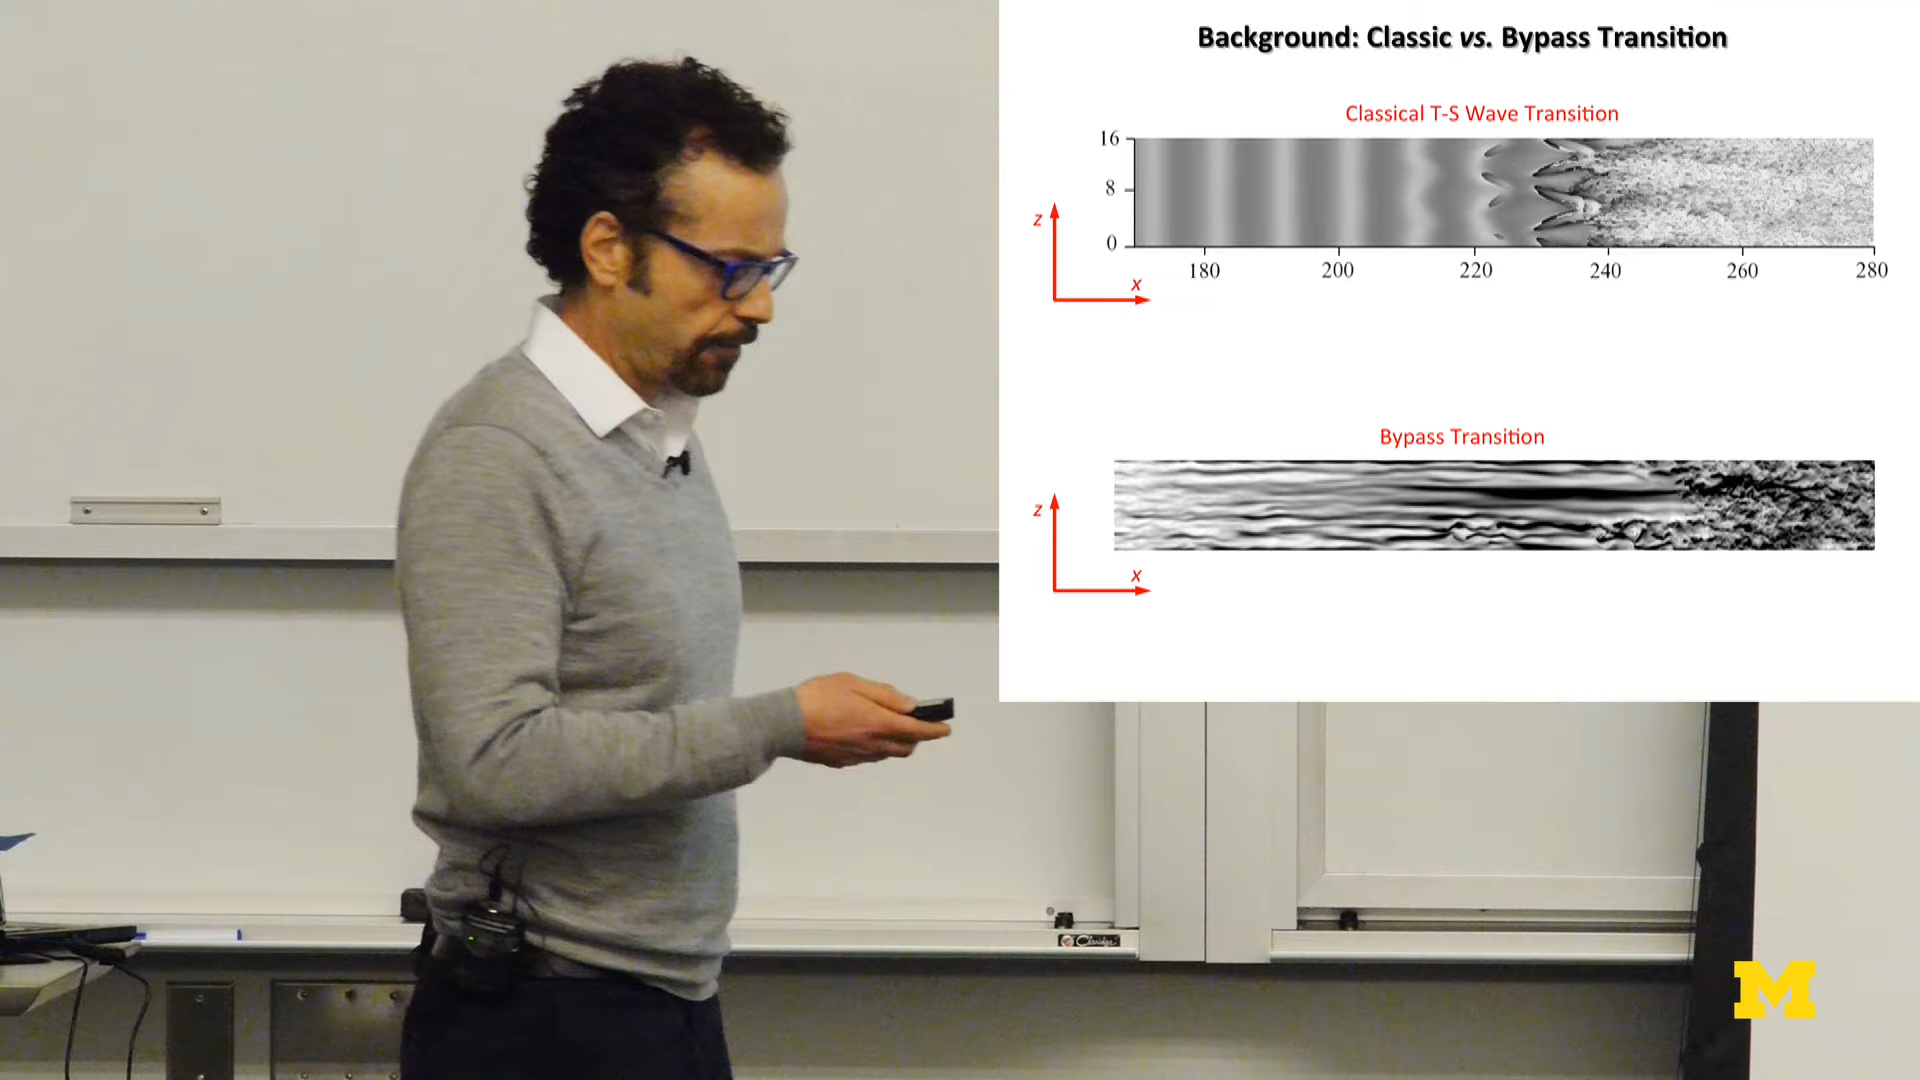 Background: Classic vs. Bypass Transition
Classical T-S Wave Transition
16
8
0
z
x
180 200 220 240 260 280
Bypass Transition
z
x
Claridge
M